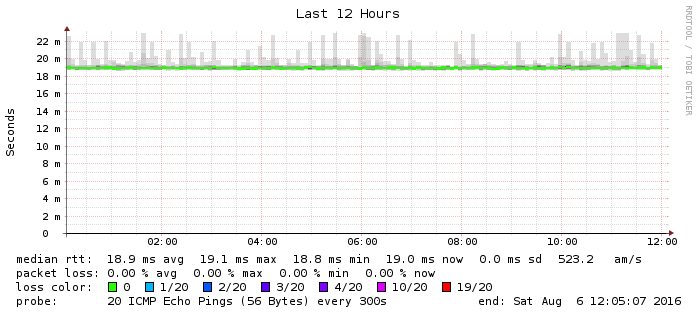 Last 12 Hours
RRDTOOL / TOBI OETIKER
Seconds
22 m
20 m
18 m
16 m
14 m
12 m
10 m
8 m
6 m
4 m
2 m
0
02:00 04:00 06:00 08:00 10:00 12:00
median rtt: 18.9 ms avg 19.1 ms max 18.8 ms min 19.0 ms now 0.0 ms sd 523.2 am/s
packet loss: 0.00 % avg 0.00 % max 0.00 % min 0.00 % now
loss color: 0 1/20 2/20 3/20 4/20 10/20 19/20
probe: 20 ICMP Echo Pings (56 Bytes) every 300s end: Sat Aug 6 12:05:07 2016